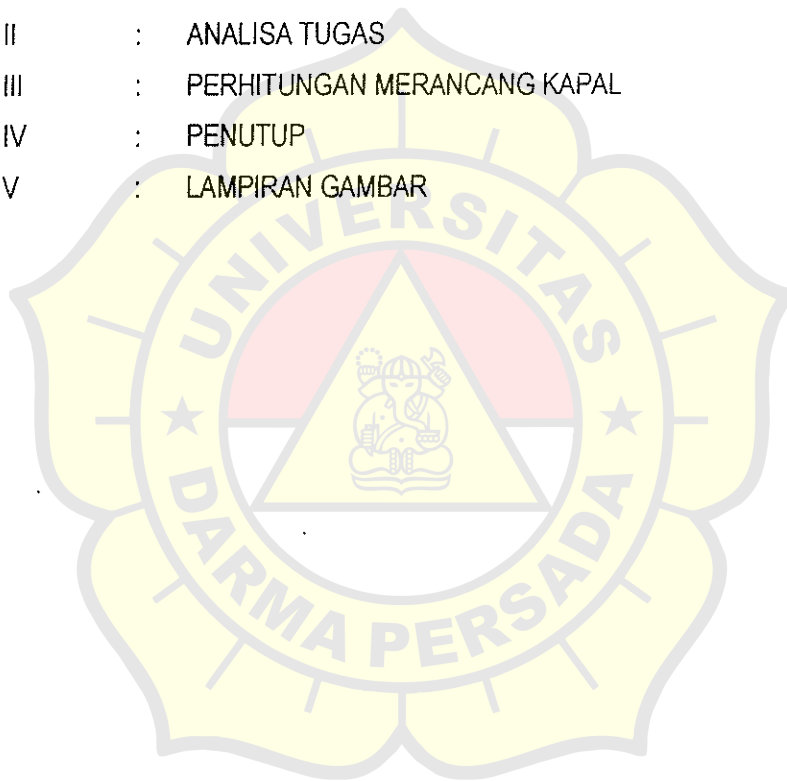 II : ANALISA TUGAS
III : PERHITUNGAN MERANCANG KAPAL
IV : PENUTUP
V : LAMPIRAN GAMBAR
UNIVERSITAS
DARMA PERSADA